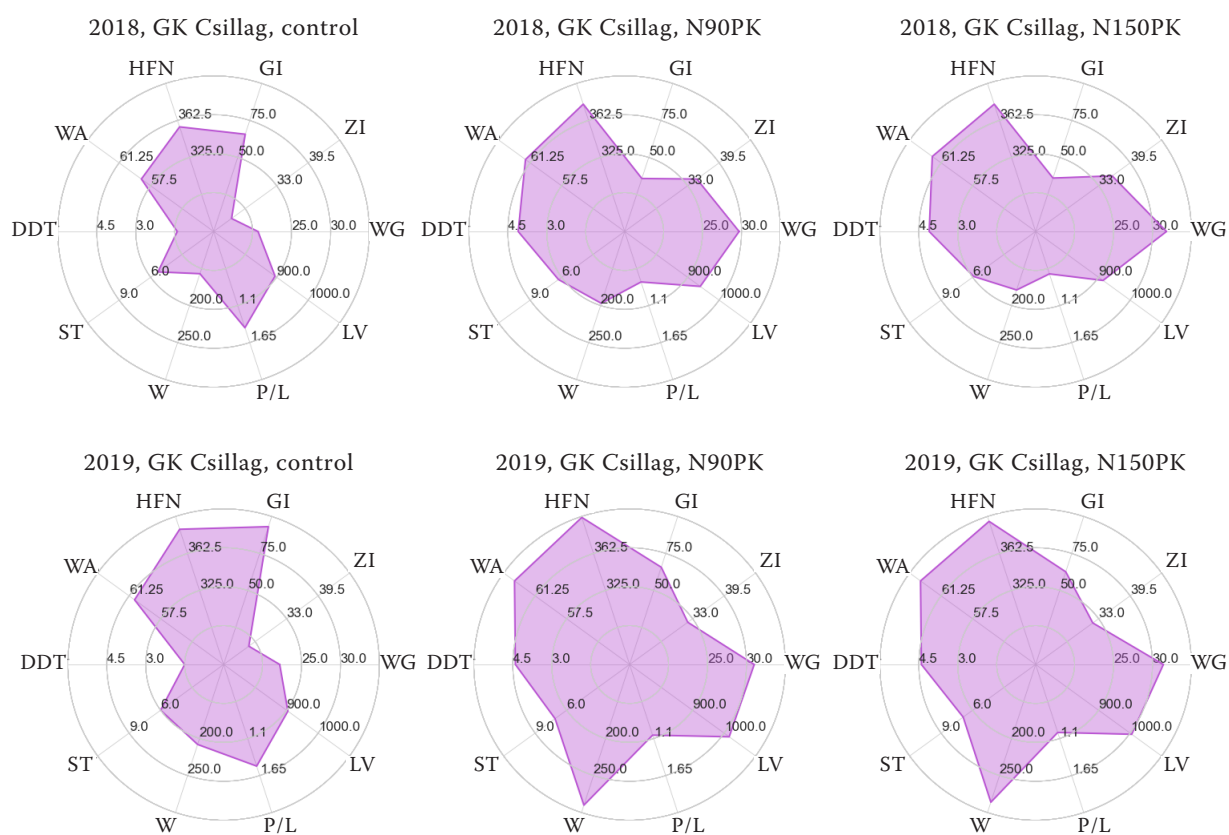 2018, GK Csillag, control
2018, GK Csillag, N90PK
2018, GK Csillag, N150PK
HFN GI
HFN GI
HFN GI
362.5 75.0
362.5 75.0
362.5 75.0
WA ZI
WA ZI
WA ZI
61.25 325.0 50.0 39.5
61.25 325.0 50.0 39.5
61.25 325.0 50.0 39.5
57.5 33.0
57.5 33.0
57.5 33.0
DDT 4.5 3.0 25.0 30.0 WG
DDT 4.5 3.0 25.0 30.0 WG
DDT 4.5 3.0 25.0 30.0 WG
6.0 900.0
6.0 900.0
6.0 900.0
9.0 200.0 1.1 1000.0
9.0 200.0 1.1 1000.0
9.0 200.0 1.1 1000.0
ST LV
ST LV
ST LV
250.0 1.65
250.0 1.65
250.0 1.65
W P/L
W P/L
W P/L
2019, GK Csillag, control
2019, GK Csillag, N90PK
2019, GK Csillag, N150PK
HFN GI
HFN GI
HFN GI
362.5 75.0
362.5 75.0
362.5 75.0
WA ZI
WA ZI
WA ZI
61.25 325.0 50.0 39.5
61.25 325.0 50.0 39.5
61.25 325.0 50.0 39.5
57.5 33.0
57.5 33.0
57.5 33.0
DDT 4.5 3.0 25.0 30.0 WG
DDT 4.5 3.0 25.0 30.0 WG
DDT 4.5 3.0 25.0 30.0 WG
6.0 900.0
6.0 900.0
6.0 900.0
9.0 200.0 1.1 1000.0
9.0 200.0 1.1 1000.0
9.0 200.0 1.1 1000.0
ST LV
ST LV
ST LV
250.0 1.65
250.0 1.65
250.0 1.65
W P/L
W P/L
W P/L